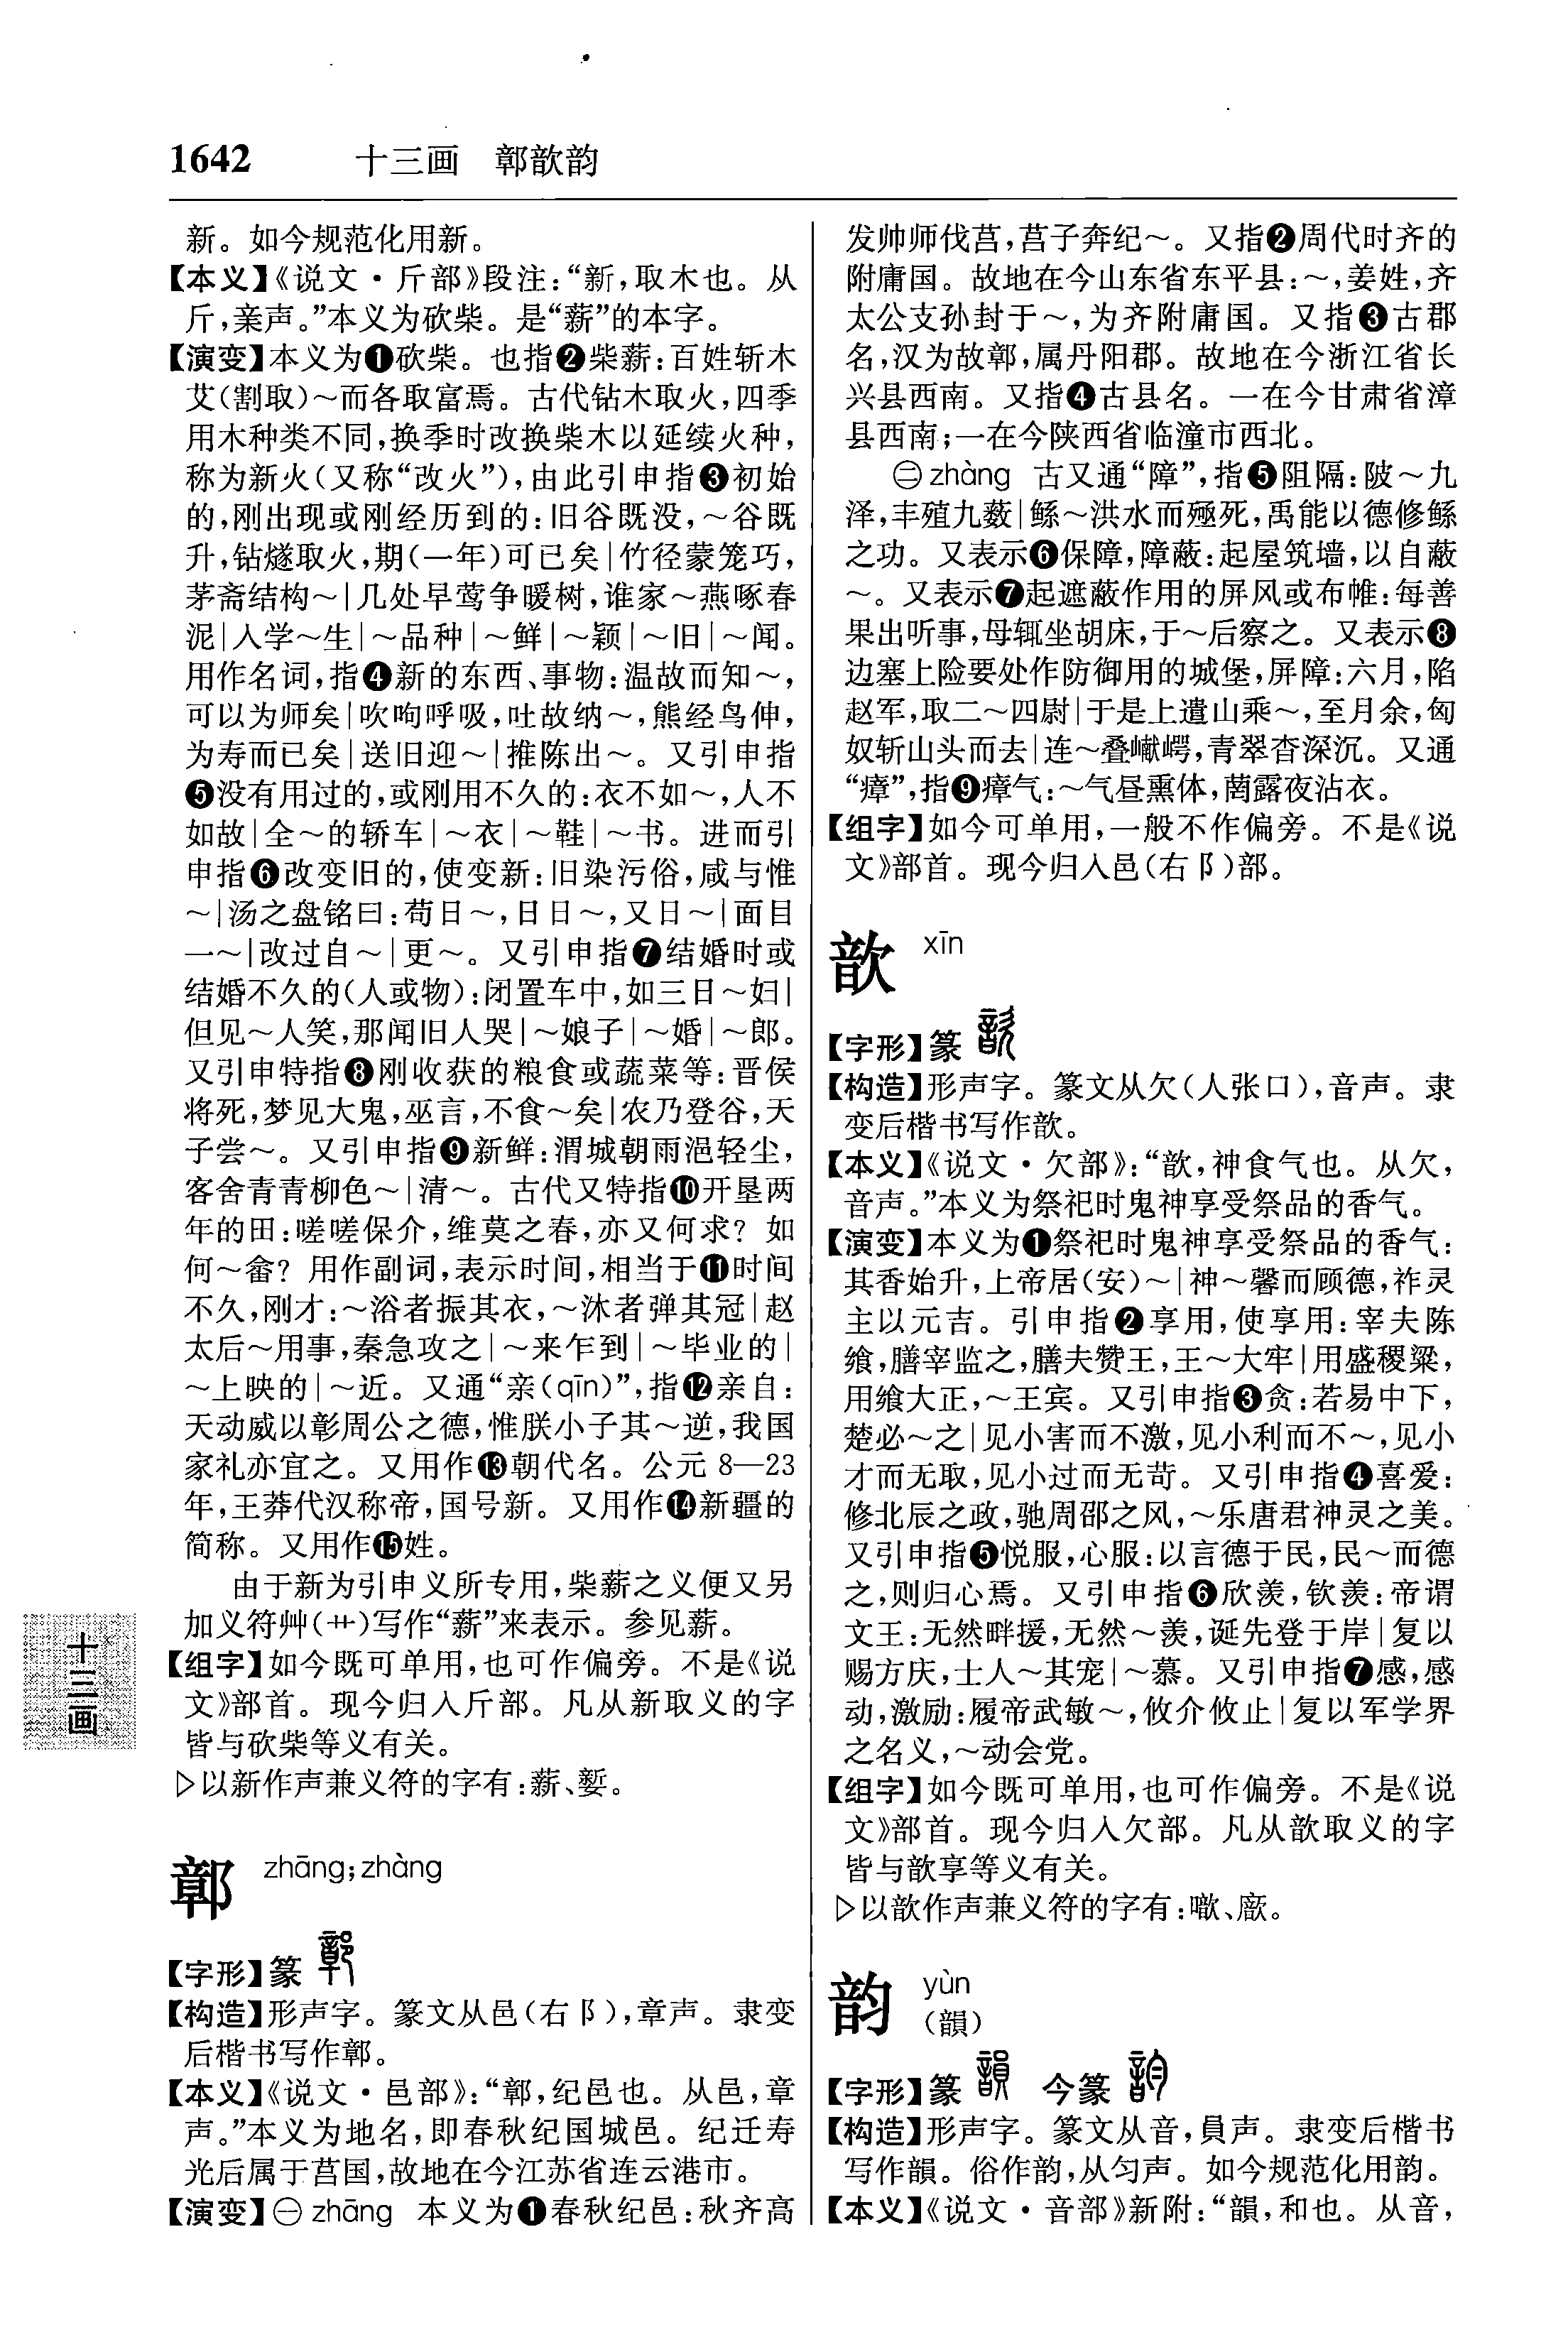 1642 十三画 鄣歆韵
新。如今规范化用新。
【本义】《说文·斤部》段注：“新，取木也。从
斤，亲声。”本义为砍柴。是“薪”的本字。
【演变】本义为❶砍柴。也指❷柴薪：百姓斩木
艾（割取）～而各取富焉。古代钻木取火，四季
用木种类不同，换季时改换柴木以延续火种，
称为新火（又称“改火”），由此引申指❸初始
的，刚出现或刚经历到的：旧谷既没，～谷既
升，钻燧取火，期（一年）可已矣|竹径蒙笼巧，
茅斋结构～|几处早莺争暖树，谁家～燕啄春
泥|入学～生|～品种|～鲜|～颖|～旧|～闻。
用作名词，指❹新的东西、事物：温故而知～，
可以为师矣|吹呴呼吸，吐故纳～，熊经鸟伸，
为寿而已矣|送旧迎～|推陈出～。又引申指
❺没有用过的，或刚用不久的：衣不如～，人不
如故|全～的轿车|～衣|～鞋|～书。进而引
申指❻改变旧的，使变新：旧染污俗，咸与惟
～|汤之盘铭曰：苟日～，日日～，又日～|面目
一～|改过自～|更～。又引申指❼结婚时或
结婚不久的（人或物）：闭置车中，如三日～妇|
但见～人笑，那闻旧人哭|～娘子|～婚|～郎。
又引申特指❽刚收获的粮食或蔬菜等：晋侯
将死，梦见大鬼，巫言，不食～矣|农乃登谷，天
子尝～。又引申指❾新鲜：渭城朝雨浥轻尘，
客舍青青柳色～|清～。古代又特指❿开垦两
年的田：嗟嗟保介，维莫之春，亦又何求？如
何～畲？用作副词，表示时间，相当于⓫时间
不久，刚才：～浴者振其衣，～沐者弹其冠|赵
太后～用事，秦急攻之|～来乍到|～毕业的|
～上映的|～近。又通“亲（qīn）”，指⓬亲自：
天动威以彰周公之德，惟朕小子其～逆，我国
家礼亦宜之。又用作⓭朝代名。公元8—23
年，王莽代汉称帝，国号新。又用作⓮新疆的
简称。又用作⓯姓。
由于新为引申义所专用，柴薪之义便又另
加义符艸（艹）写作“薪”来表示。参见薪。
【组字】如今既可单用，也可作偏旁。不是《说
文》部首。现今归入斤部。凡从新取义的字
皆与砍柴等义有关。
▷以新作声兼义符的字有：薪、㜪。
鄣 zhāng；zhàng
【字形】篆
【构造】形声字。篆文从邑（右阝），章声。隶变
后楷书写作鄣。
【本义】《说文·邑部》：“鄣，纪邑也。从邑，章
声。”本义为地名，即春秋纪国城邑。纪迁寿
光后属于莒国，故地在今江苏省连云港市。
【演变】㊀zhāng 本义为❶春秋纪邑：秋齐高
发帅师伐莒，莒子奔纪～。又指❷周代时齐的
附庸国。故地在今山东省东平县：～，姜姓，齐
太公支孙封于～，为齐附庸国。又指❸古郡
名，汉为故鄣，属丹阳郡。故地在今浙江省长
兴县西南。又指❹古县名。一在今甘肃省漳
县西南；一在今陕西省临潼市西北。
㊁zhàng 古又通“障”，指❺阻隔：陂～九
泽，丰殖九薮|鲧～洪水而殛死，禹能以德修鲧
之功。又表示❻保障，障蔽：起屋筑墙，以自蔽
～。又表示❼起遮蔽作用的屏风或布帷：每善
果出听事，母辄坐胡床，于～后察之。又表示❽
边塞上险要处作防御用的城堡，屏障：六月，陷
赵军，取二～四尉|于是上遣山乘～，至月余，匈
奴斩山头而去|连～叠巘崿，青翠杳深沉。又通
“瘴”，指❾瘴气：～气昼熏体，菵露夜沾衣。
【组字】如今可单用，一般不作偏旁。不是《说
文》部首。现今归入邑（右阝）部。
歆 xīn
【字形】篆
【构造】形声字。篆文从欠（人张口），音声。隶
变后楷书写作歆。
【本义】《说文·欠部》：“歆，神食气也。从欠，
音声。”本义为祭祀时鬼神享受祭品的香气。
【演变】本义为❶祭祀时鬼神享受祭品的香气：
其香始升，上帝居（安）～|神～馨而顾德，祚灵
主以元吉。引申指❷享用，使享用：宰夫陈
飨，膳宰监之，膳夫赞王，王～大牢|用盛稷粱，
用飨大正，～王宾。又引申指❸贪：若易中下，
楚必～之|见小害而不激，见小利而不～，见小
才而无取，见小过而无苛。又引申指❹喜爱：
修北辰之政，驰周邵之风，～乐唐君神灵之美。
又引申指❺悦服，心服：以言德于民，民～而德
之，则归心焉。又引申指❻欣羡，钦羡：帝谓
文王：无然畔援，无然～羡，诞先登于岸|复以
赐方庆，士人～其宠|～慕。又引申指❼感，感
动，激励：履帝武敏～，攸介攸止|复以军学界
之名义，～动会党。
【组字】如今既可单用，也可作偏旁。不是《说
文》部首。现今归入欠部。凡从歆取义的字
皆与歆享等义有关。
▷以歆作声兼义符的字有：噷、廞。
韵 yùn
（韻）
【字形】篆 今篆
【构造】形声字。篆文从音，員声。隶变后楷书
写作韻。俗作韵，从匀声。如今规范化用韵。
【本义】《说文·音部》新附：“韻，和也。从音，
十三画